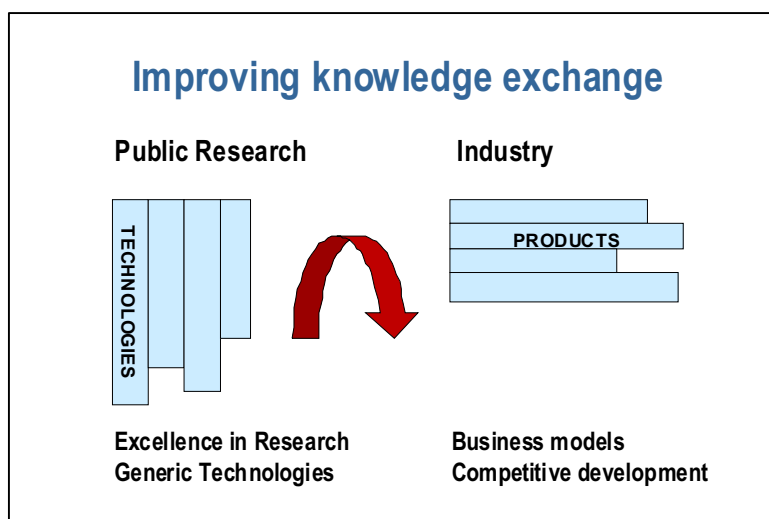 Improving knowledge exchange
Public Research
Industry
TECHNOLOGIES
PRODUCTS
Excellence in Research
Generic Technologies
Business models
Competitive development